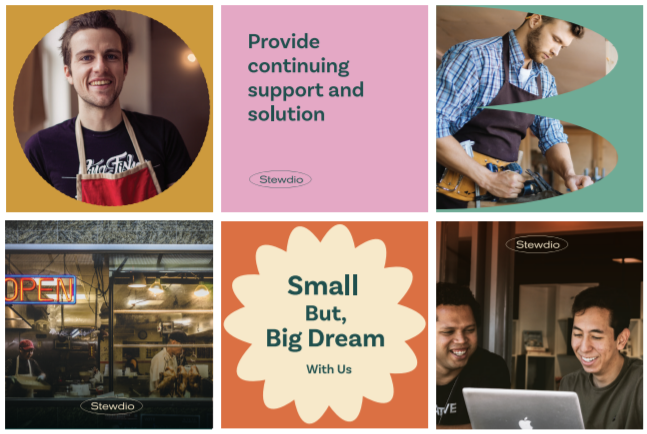 Provide
continuing
support and
solution
Stewdio
OPEN
Stewdio
Small
But,
Big Dream
With Us
Stewdio